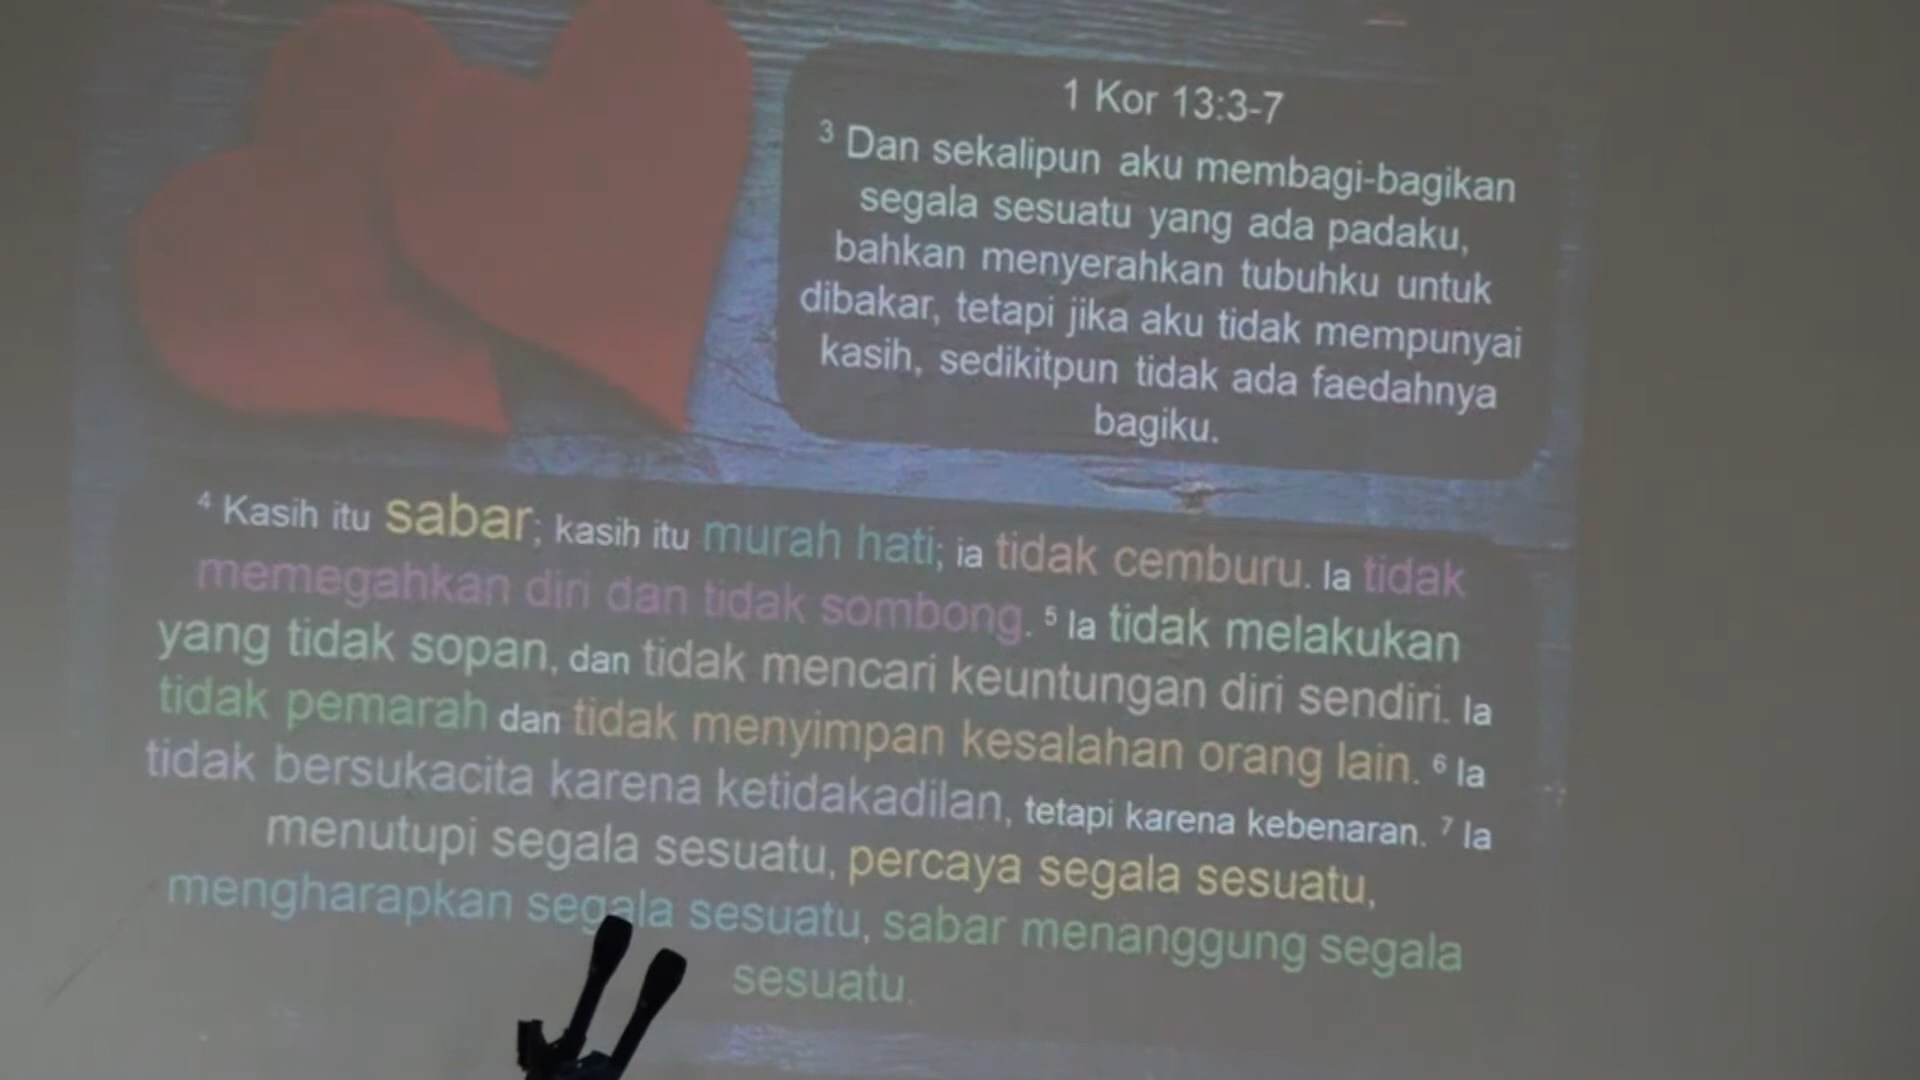 1 Kor 13:3-7
³ Dan sekalipun aku membagi-bagikan
segala sesuatu yang ada padaku,
bahkan menyerahkan tubuhku untuk
dibakar, tetapi jika aku tidak mempunyai
kasih, sedikitpun tidak ada faedahnya
bagiku.
⁴ Kasih itu sabar; kasih itu murah hati; ia tidak cemburu. Ia tidak
memegahkan diri dan tidak sombong. ⁵ Ia tidak melakukan
yang tidak sopan, dan tidak mencari keuntungan diri sendiri. Ia
tidak pemarah dan tidak menyimpan kesalahan orang lain. ⁶ Ia
tidak bersukacita karena ketidakadilan, tetapi karena kebenaran. ⁷ Ia
menutupi segala sesuatu, percaya segala sesuatu,
mengharapkan segala sesuatu, sabar menanggung segala
sesuatu.